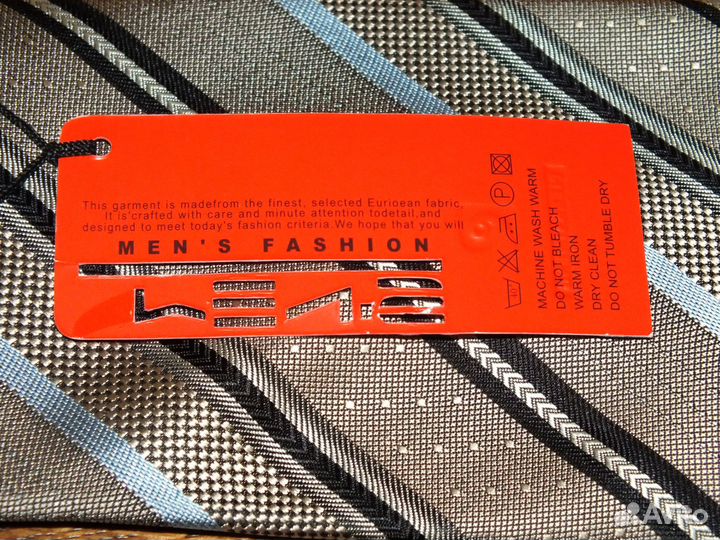 This garment is madefrom the finest, selected Eurioean fabric,
It is'crafted with care and minute attention todetail,and
designed to meet today's fashion criteria.We hope that you will
MEN'S FASHION
MACHINE WASH WARM
DO NOT BLEACH
WARM IRON
DRY CLEAN
DO NOT TUMBLE DRY
P
40
Avito